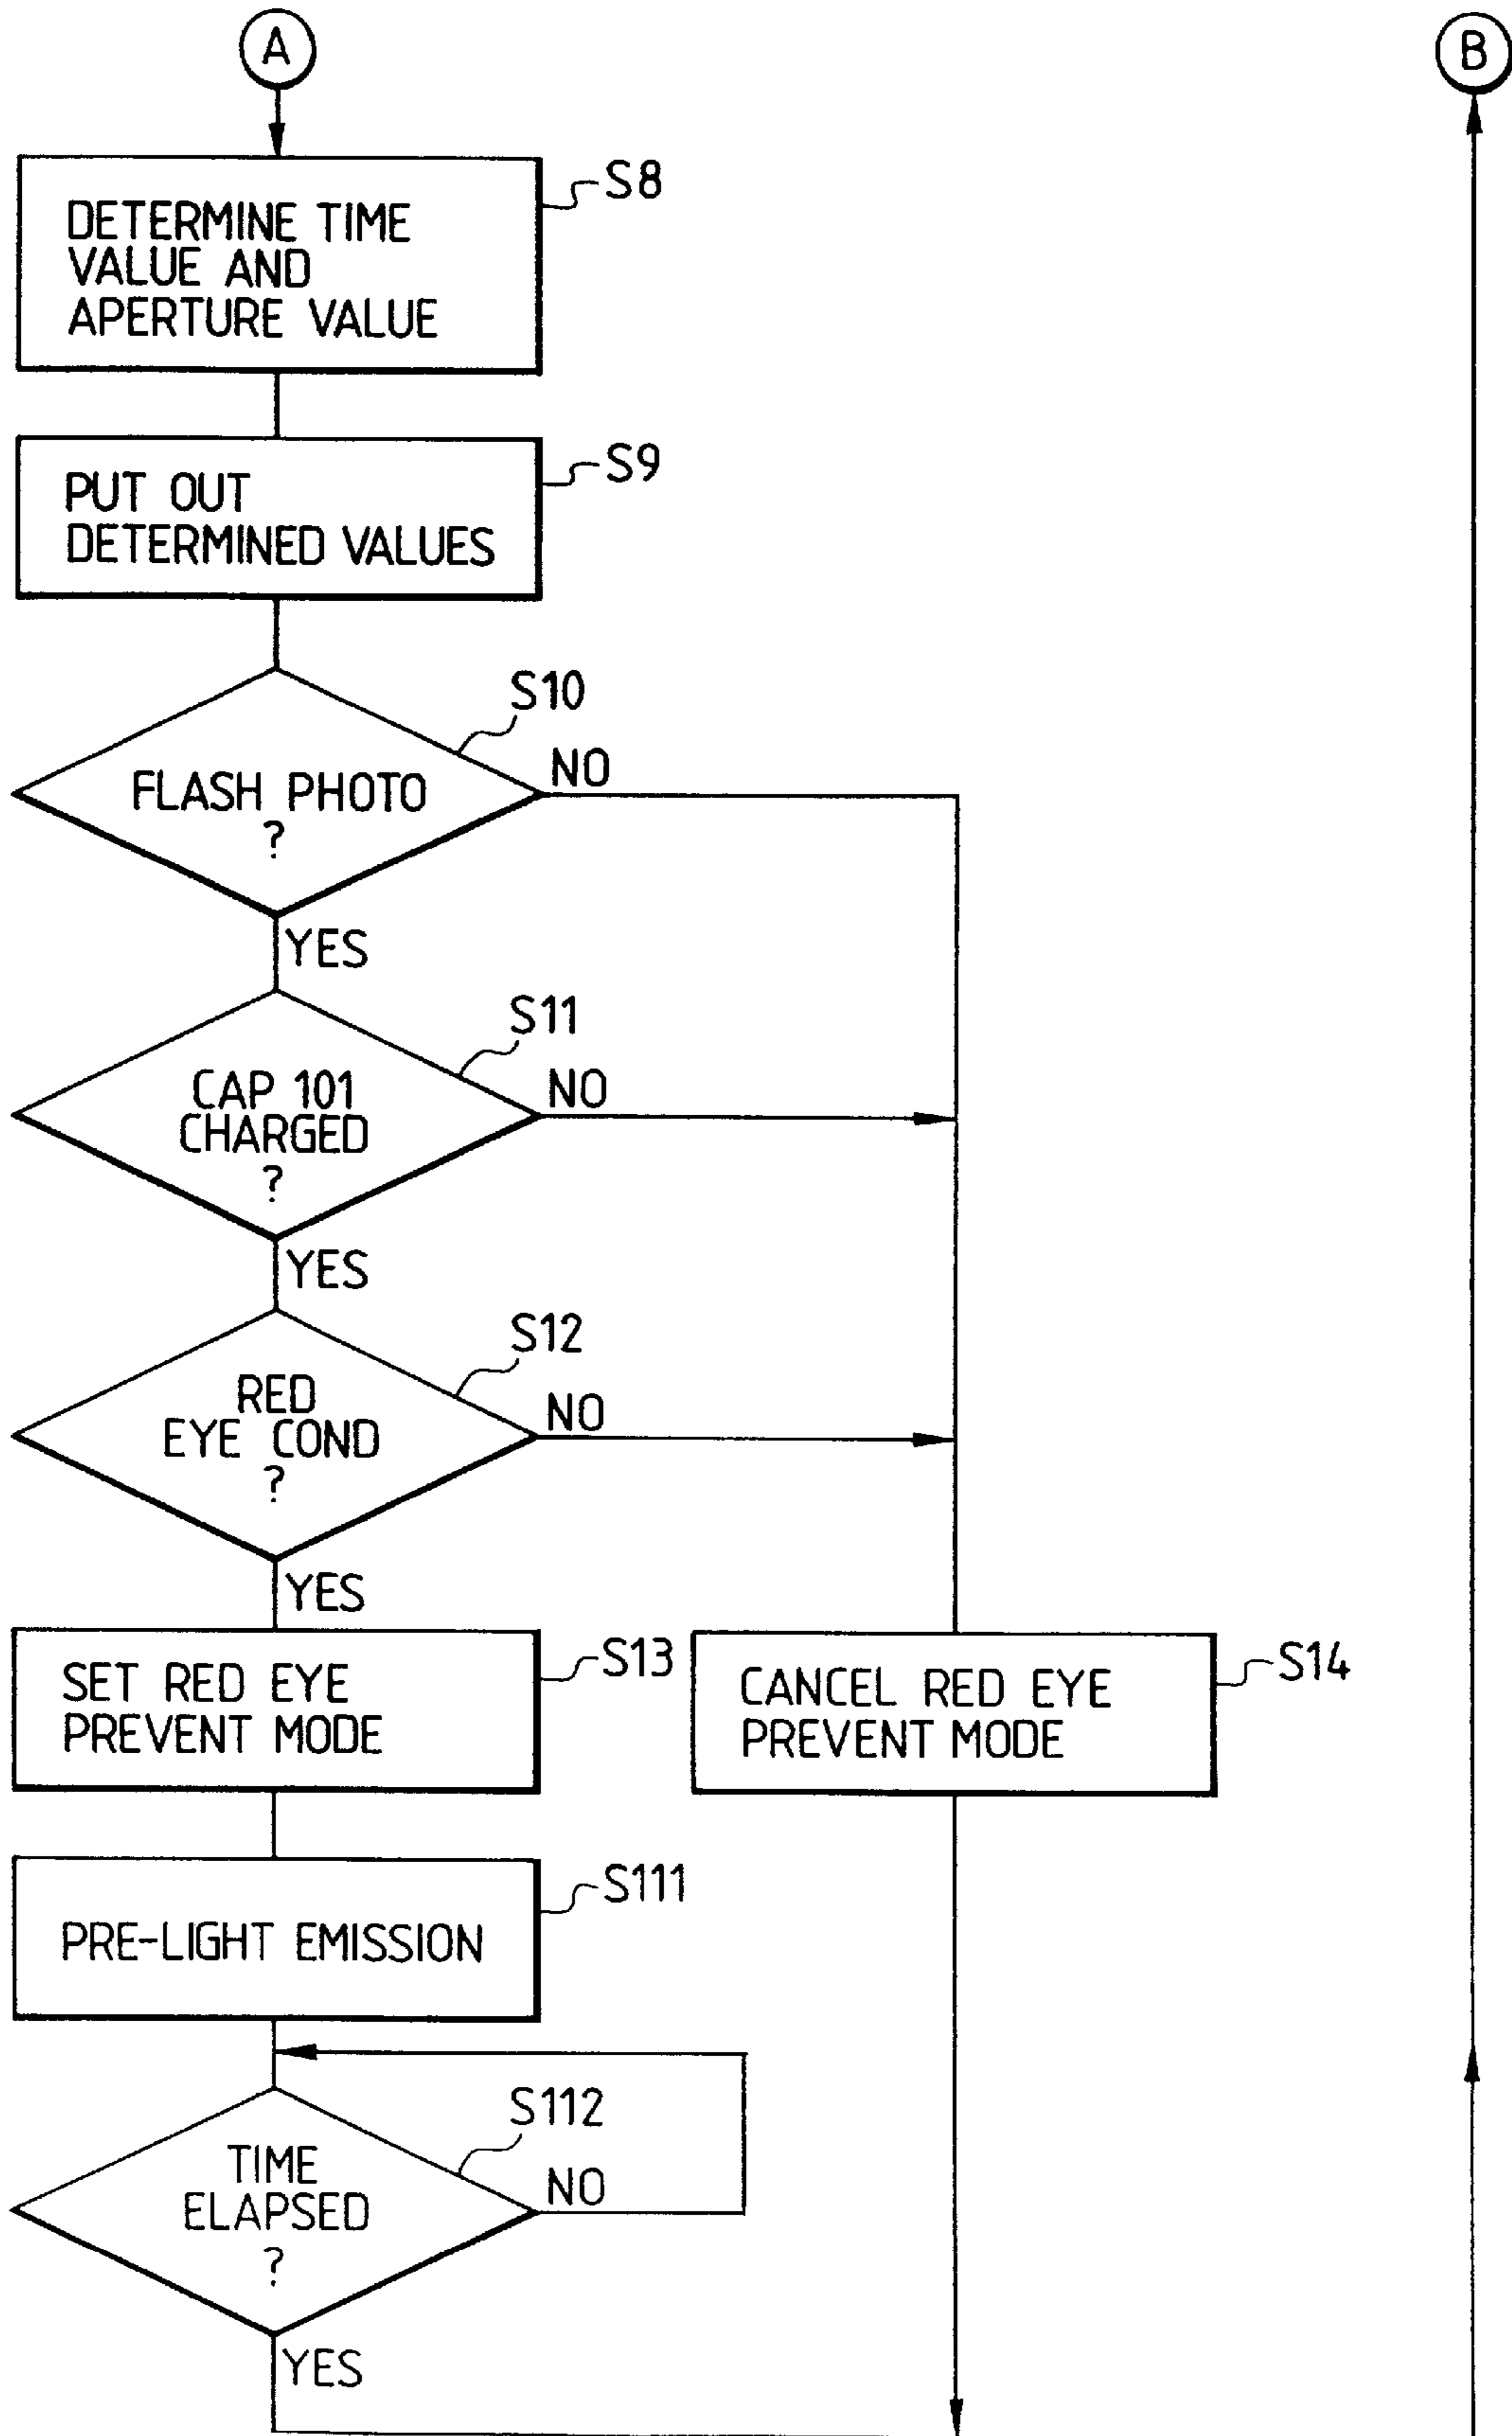 A
B
S8
DETERMINE TIME
VALUE AND
APERTURE VALUE
S9
PUT OUT
DETERMINED VALUES
S10
FLASH PHOTO
?
NO
YES
S11
CAP 101
CHARGED
?
NO
YES
S12
RED
EYE COND
?
NO
YES
S13
SET RED EYE
PREVENT MODE
S14
CANCEL RED EYE
PREVENT MODE
S111
PRE-LIGHT EMISSION
S112
TIME
ELAPSED
?
NO
YES